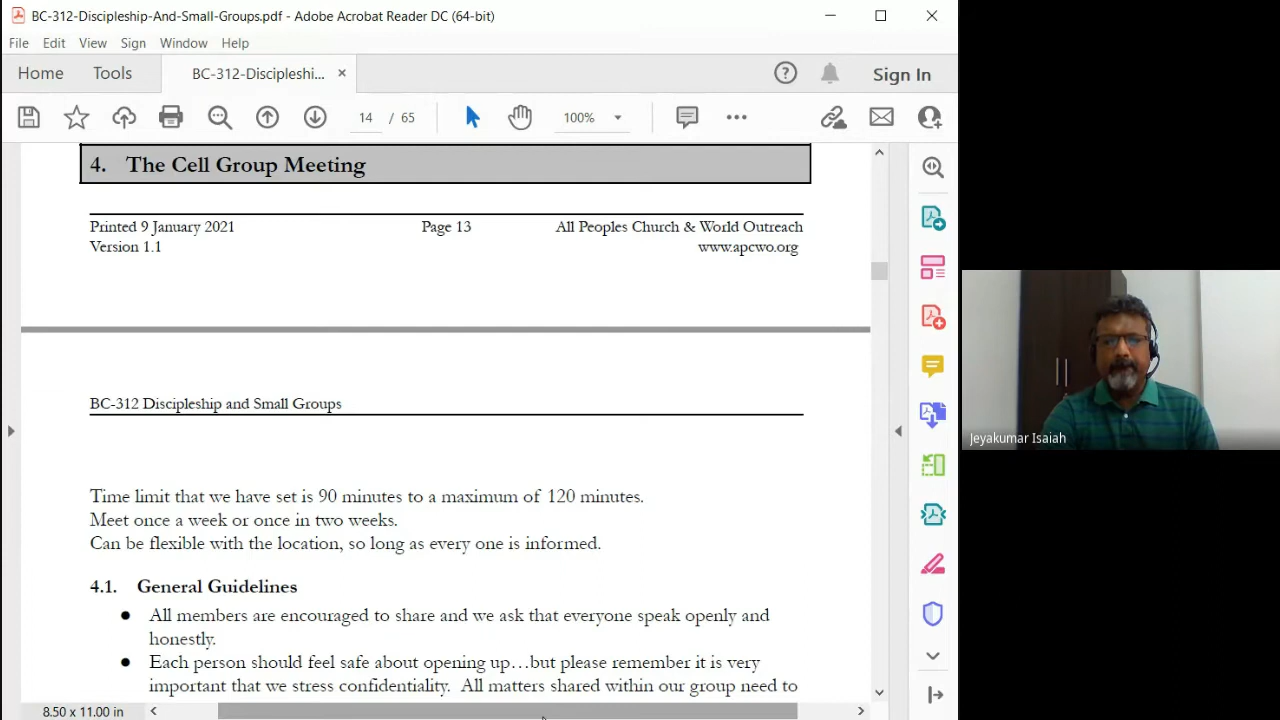 BC-312-Discipleship-And-Small-Groups.pdf - Adobe Acrobat Reader DC (64-bit)
File Edit View Sign Window Help
Home Tools BC-312-Discipleshi... × Sign In
14 / 65 100%
4. The Cell Group Meeting
Printed 9 January 2021 Page 13 All Peoples Church & World Outreach
Version 1.1 www.apcwo.org
BC-312 Discipleship and Small Groups
Jeyakumar Isaiah
Time limit that we have set is 90 minutes to a maximum of 120 minutes.
Meet once a week or once in two weeks.
Can be flexible with the location, so long as every one is informed.
4.1. General Guidelines
● All members are encouraged to share and we ask that everyone speak openly and
honestly.
● Each person should feel safe about opening up…but please remember it is very
important that we stress confidentiality. All matters shared within our group need to
8.50 x 11.00 in